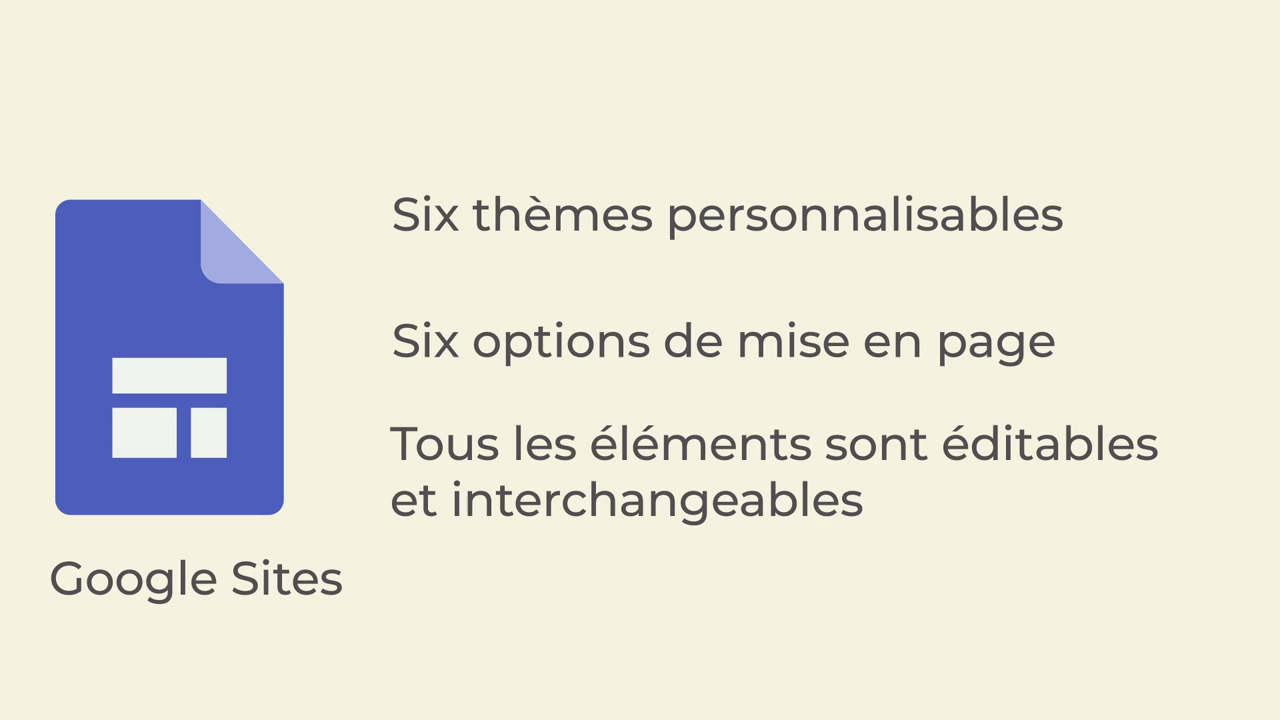 Six thèmes personnalisables
Six options de mise en page
Tous les éléments sont éditables
et interchangeables
Google Sites